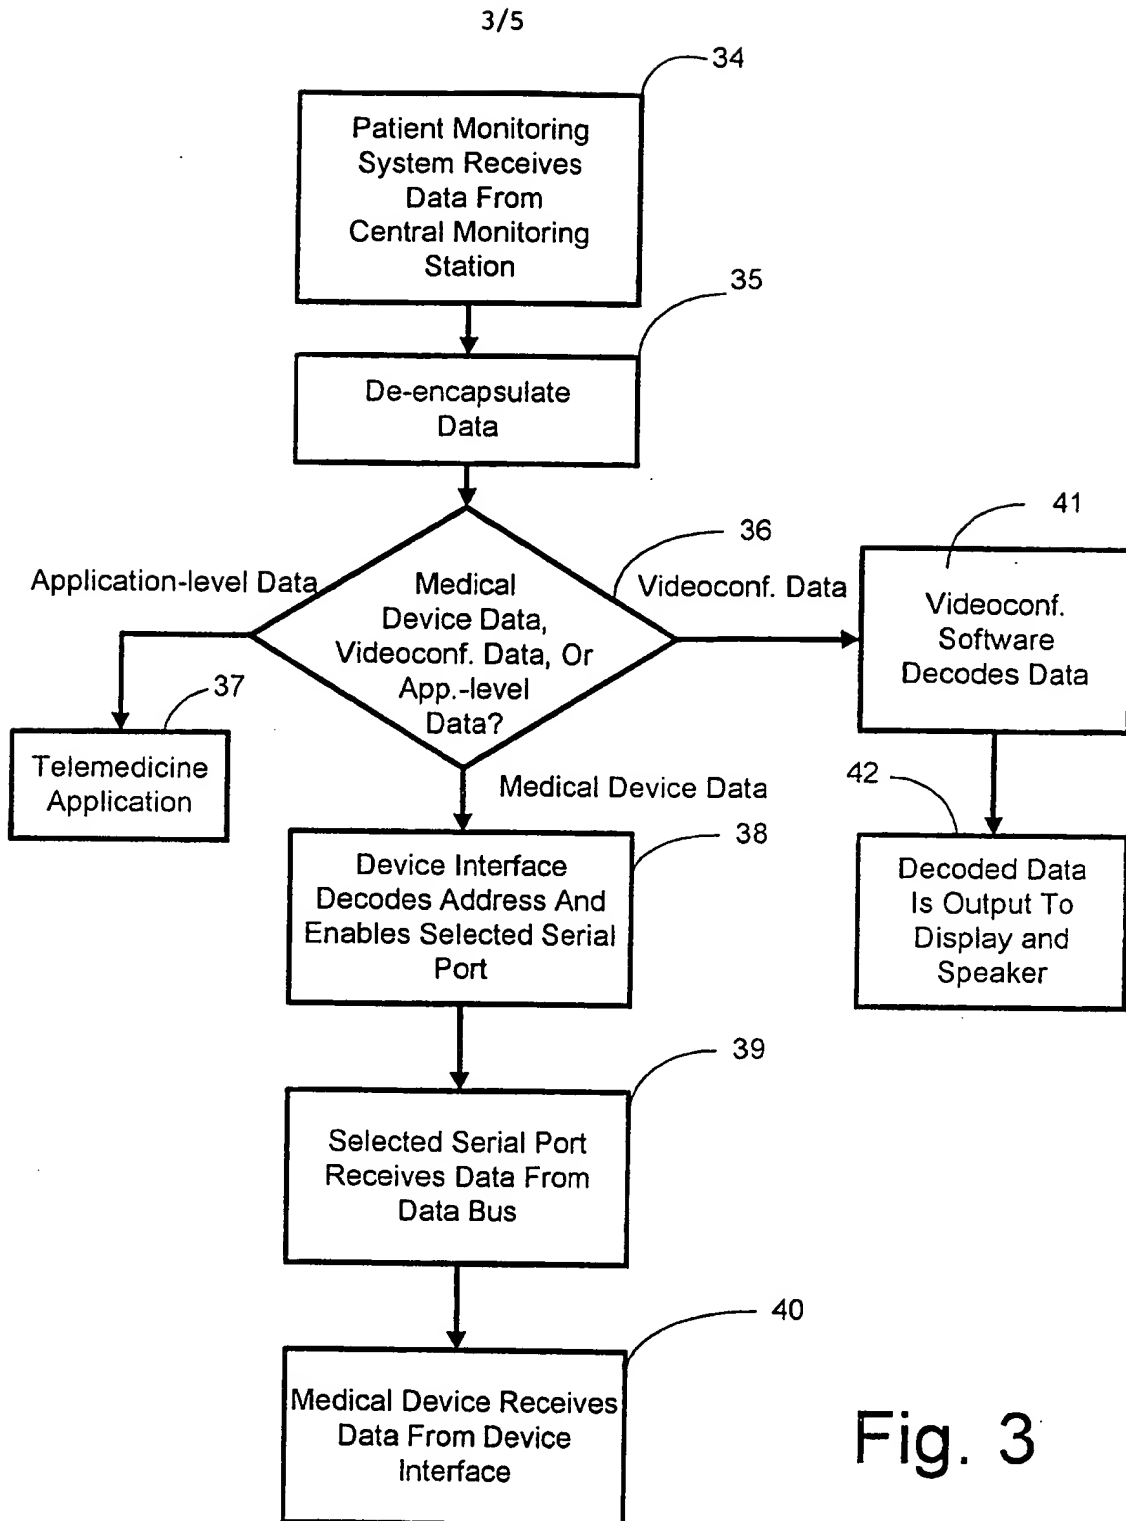 3/5
34
Patient Monitoring
System Receives
Data From
Central Monitoring
Station
35
De-encapsulate
Data
36
Application-level Data
Medical
Device Data,
Videoconf. Data, Or
App.-level
Data?
Videoconf. Data
41
Videoconf.
Software
Decodes Data
37
Telemedicine
Application
Medical Device Data
42
Decoded Data
Is Output To
Display and
Speaker
38
Device Interface
Decodes Address And
Enables Selected Serial
Port
39
Selected Serial Port
Receives Data From
Data Bus
40
Medical Device Receives
Data From Device
Interface
Fig. 3